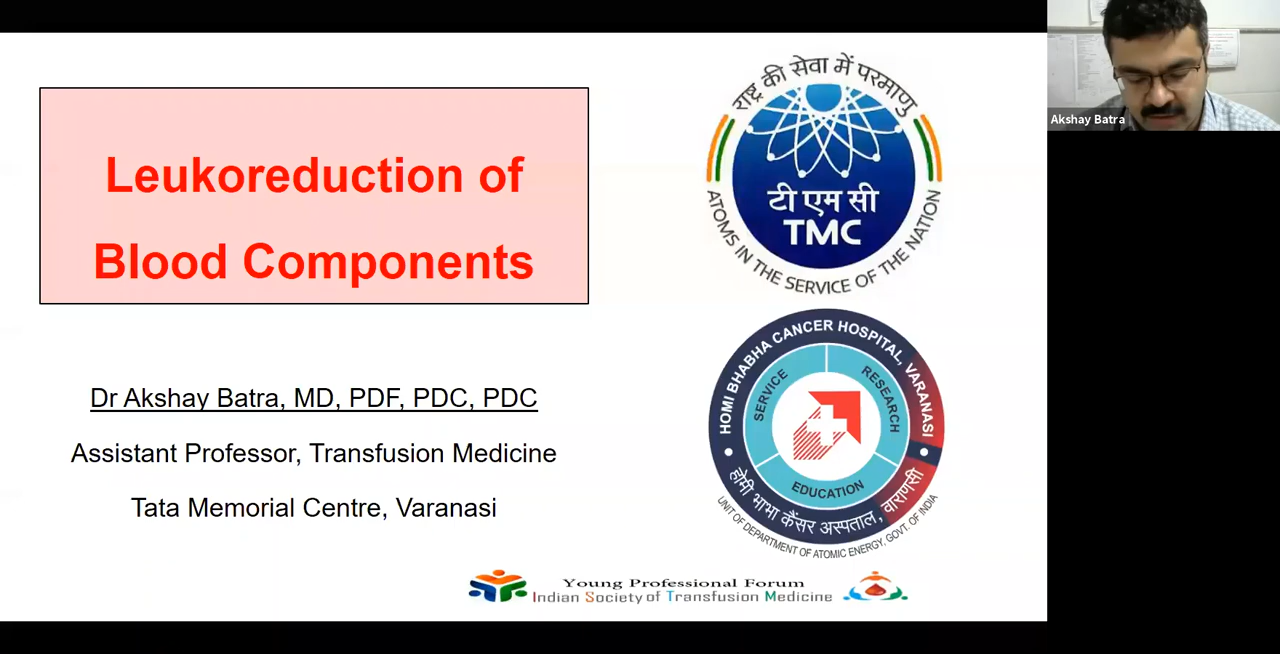 Leukoreduction of
Blood Components
Dr Akshay Batra, MD, PDF, PDC, PDC
Assistant Professor, Transfusion Medicine
Tata Memorial Centre, Varanasi
राष्ट्र की सेवा में परमाणु
टी एम सी
TMC
ATOMS IN THE SERVICE OF THE NATION
HOMI BHABHA CANCER HOSPITAL, VARANASI
SERVICE
RESEARCH
EDUCATION
होमी भाभा कैंसर अस्पताल, वाराणसी
UNIT OF DEPARTMENT OF ATOMIC ENERGY, GOVT. OF INDIA
Young Professional Forum
Indian Society of Transfusion Medicine
Akshay Batra